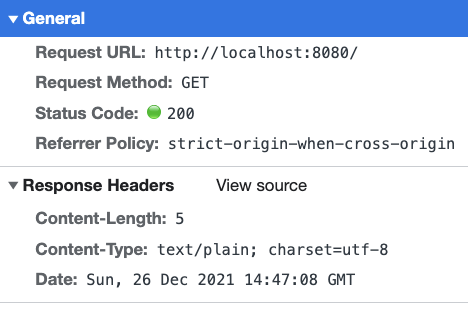 General
Request URL: http://localhost:8080/
Request Method: GET
Status Code: 200
Referrer Policy: strict-origin-when-cross-origin
Response Headers View source
Content-Length: 5
Content-Type: text/plain; charset=utf-8
Date: Sun, 26 Dec 2021 14:47:08 GMT